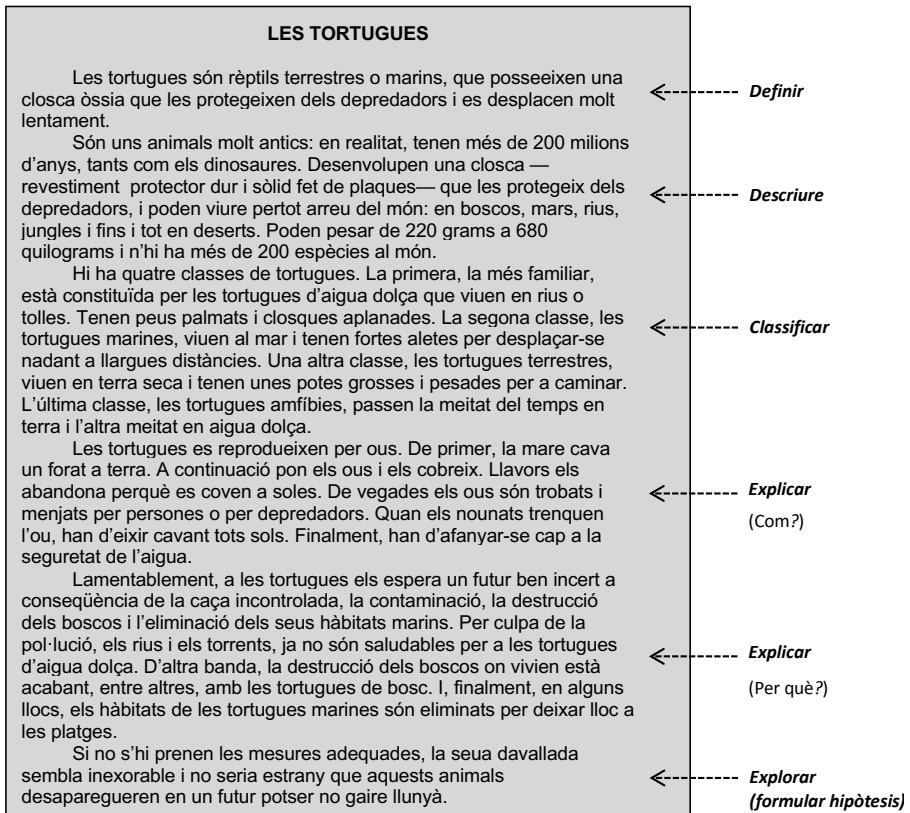 LES TORTUGUES
Les tortugues són rèptils terrestres o marins, que posseeixen una
closca òssia que les protegeixen dels depredadors i es desplacen molt
lentament.
Definir
Són uns animals molt antics: en realitat, tenen més de 200 milions
d’anys, tants com els dinosaures. Desenvolupen una closca —
revestiment protector dur i sòlid fet de plaques— que les protegeix dels
depredadors, i poden viure pertot arreu del món: en boscos, mars, rius,
jungles i fins i tot en deserts. Poden pesar de 220 grams a 680
quilograms i n’hi ha més de 200 espècies al món.
Descriure
Hi ha quatre classes de tortugues. La primera, la més familiar,
està constituïda per les tortugues d’aigua dolça que viuen en rius o
tolles. Tenen peus palmats i closques aplanades. La segona classe, les
tortugues marines, viuen al mar i tenen fortes aletes per desplaçar-se
nadant a llargues distàncies. Una altra classe, les tortugues terrestres,
viuen en terra seca i tenen unes potes grosses i pesades per a caminar.
L’última classe, les tortugues amfíbies, passen la meitat del temps en
terra i l’altra meitat en aigua dolça.
Classificar
Les tortugues es reprodueixen per ous. De primer, la mare cava
un forat a terra. A continuació pon els ous i els cobreix. Llavors els
abandona perquè es coven a soles. De vegades els ous són trobats i
menjats per persones o per depredadors. Quan els nounats trenquen
l’ou, han d’eixir cavant tots sols. Finalment, han d’afanyar-se cap a la
seguretat de l’aigua.
Explicar
(Com?)
Lamentablement, a les tortugues els espera un futur ben incert a
conseqüència de la caça incontrolada, la contaminació, la destrucció
dels boscos i l’eliminació dels seus hàbitats marins. Per culpa de la
pol·lució, els rius i els torrents, ja no són saludables per a les tortugues
d’aigua dolça. D’altra banda, la destrucció dels boscos on vivien està
acabant, entre altres, amb les tortugues de bosc. I, finalment, en alguns
llocs, els hàbitats de les tortugues marines són eliminats per deixar lloc a
les platges.
Explicar
(Per què?)
Si no s’hi prenen les mesures adequades, la seua davallada
sembla inexorable i no seria estrany que aquests animals
desaparegueren en un futur potser no gaire llunyà.
Explorar
(formular hipòtesis)